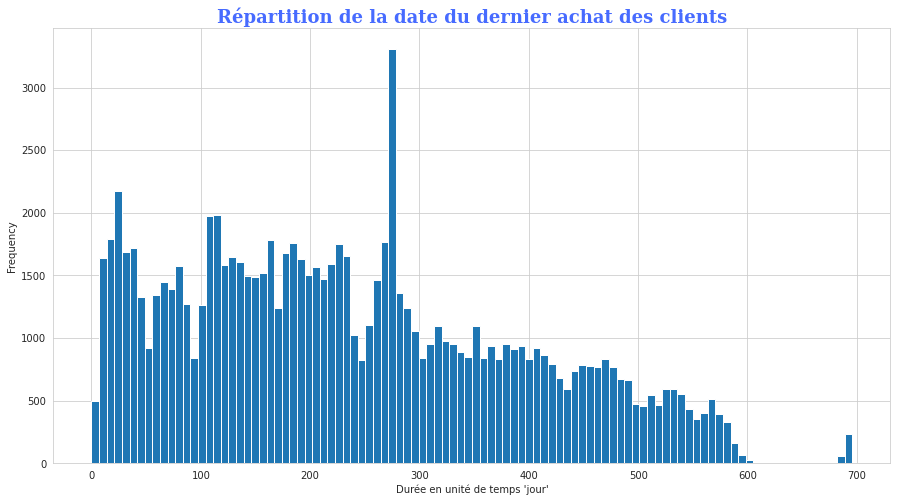 Répartition de la date du dernier achat des clients
Frequency
3000
2500
2000
1500
1000
500
0
0 100 200 300 400 500 600 700
Durée en unité de temps 'jour'